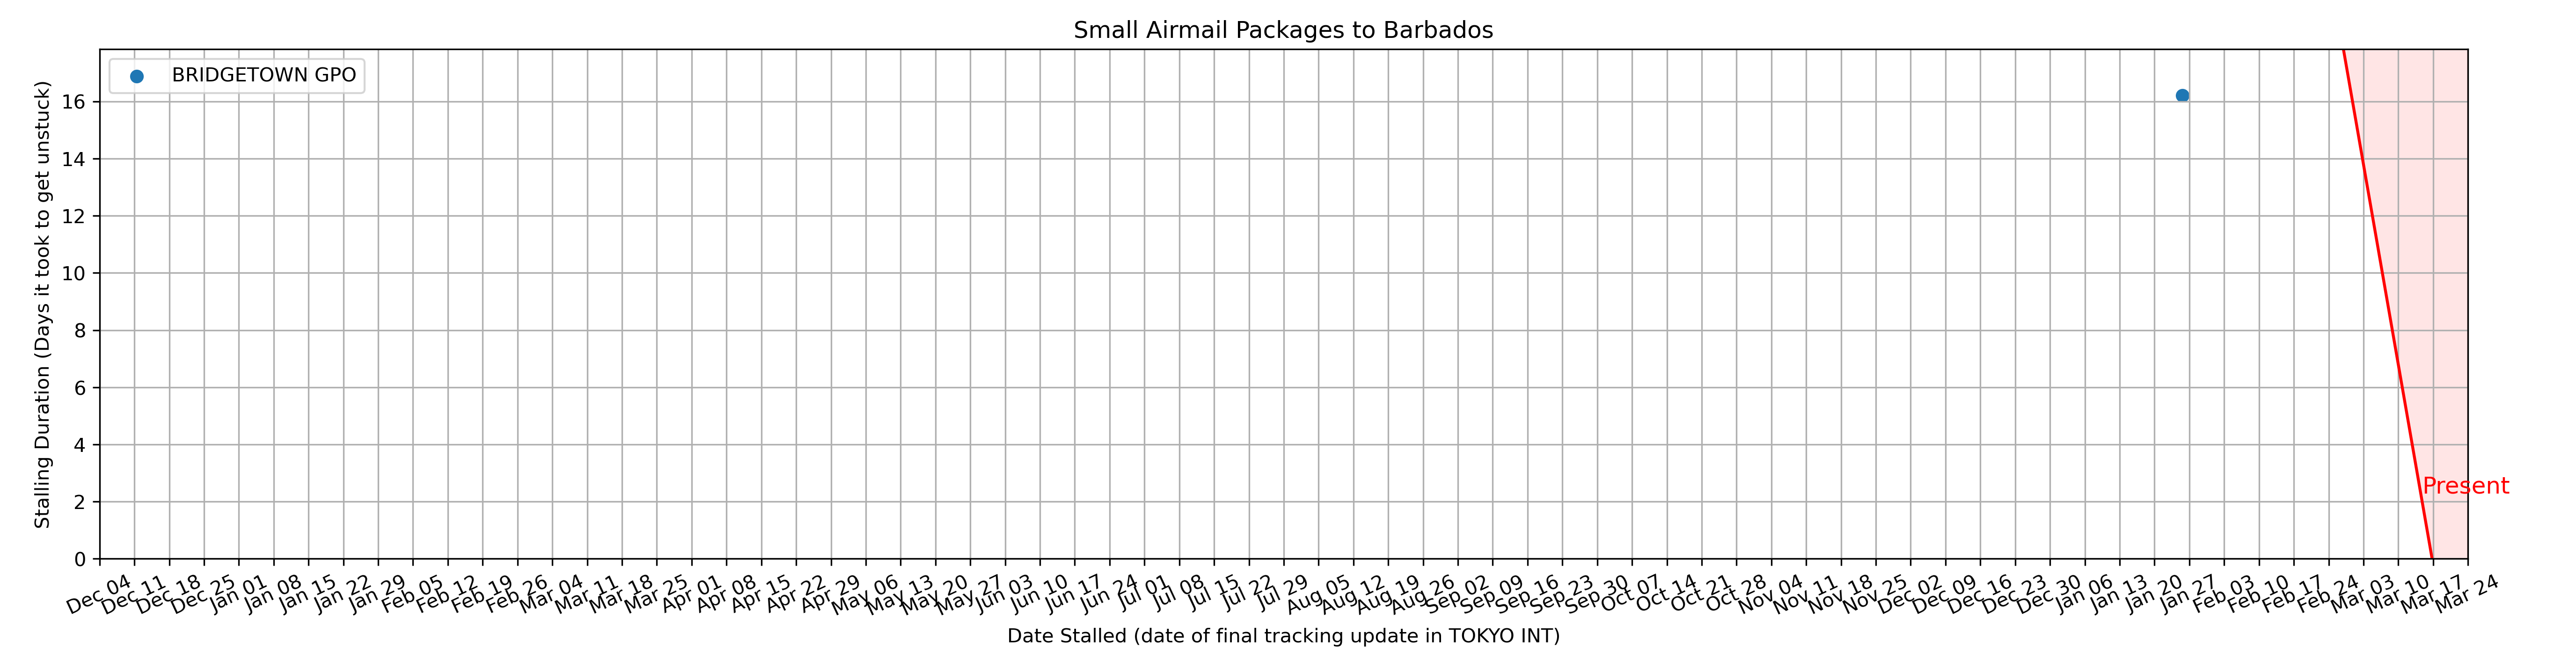 Small Airmail Packages to Barbados
BRIDGETOWN GPO
Stalling Duration (Days it took to get unstuck)
16
14
12
10
8
6
4
2
0
Present
Dec 04 Dec 11 Dec 18 Dec 25 Jan 01 Jan 08 Jan 15 Jan 22 Jan 29 Feb 05 Feb 12 Feb 19 Feb 26 Mar 04 Mar 11 Mar 18 Mar 25 Apr 01 Apr 08 Apr 15 Apr 22 Apr 29 May 06 May 13 May 20 May 27 Jun 03 Jun 10 Jun 17 Jun 24 Jul 01 Jul 08 Jul 15 Jul 22 Jul 29 Aug 05 Aug 12 Aug 19 Aug 26 Sep 02 Sep 09 Sep 16 Sep 23 Sep 30 Oct 07 Oct 14 Oct 21 Oct 28 Nov 04 Nov 11 Nov 18 Nov 25 Dec 02 Dec 09 Dec 16 Dec 23 Dec 30 Jan 06 Jan 13 Jan 20 Jan 27 Feb 03 Feb 10 Feb 17 Feb 24 Mar 03 Mar 10 Mar 17 Mar 24
Date Stalled (date of final tracking update in TOKYO INT)